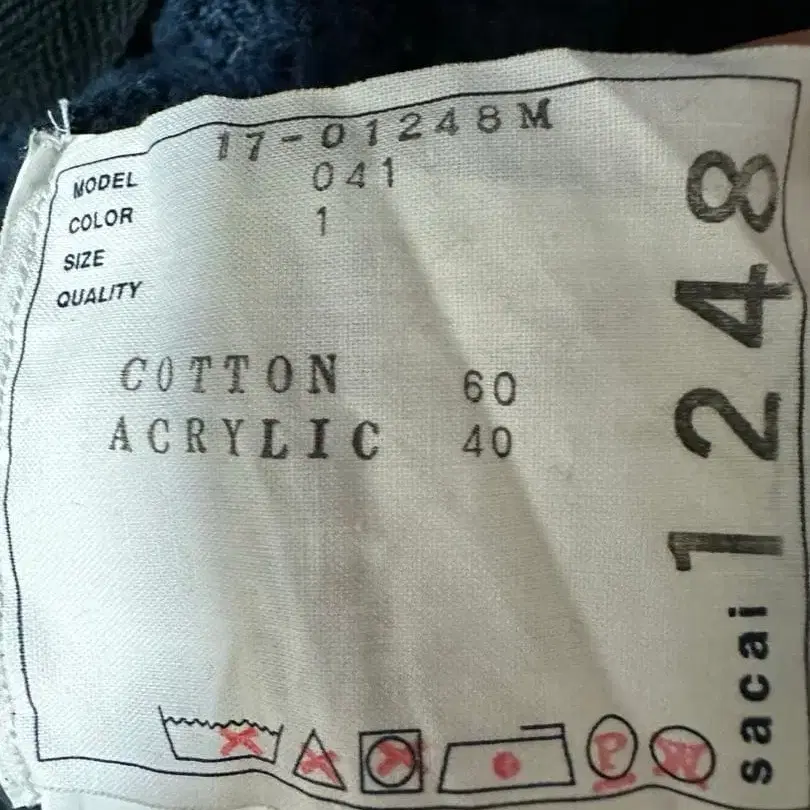 MODEL 17-01248M
COLOR 041
SIZE 1
QUALITY
COTTON 60
ACRYLIC 40
sacai 1248
P
W